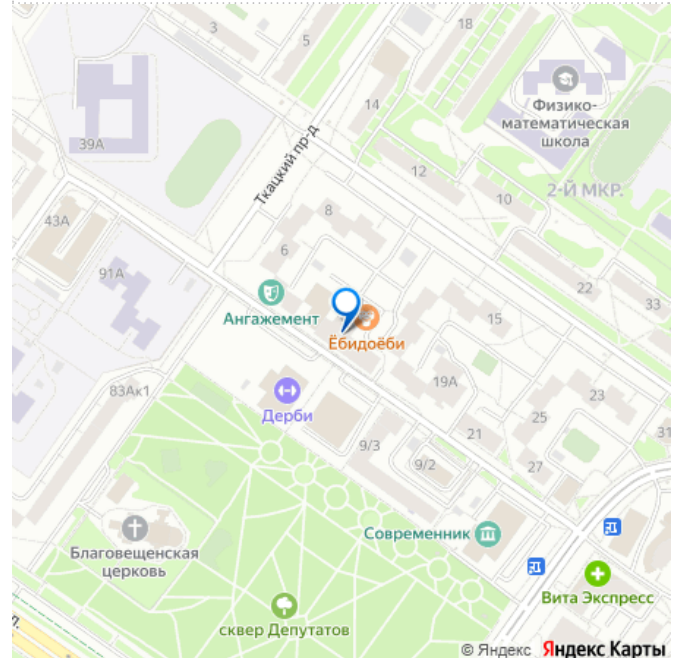 3
5
18
Физико-
математическая
школа
14
39А
Ткацкий пр-д
12
2-Й МКР.
10
8
43А
6
91А
22
33
Ангажемент
15
Ёбидоёби
83Ак1
19А
23
Дерби
25
21
31
9/3
9/2
27
Современник
Благовещенская
церковь
Вита Экспресс
л.
сквер Депутатов
© Яндекс Яндекс Карты